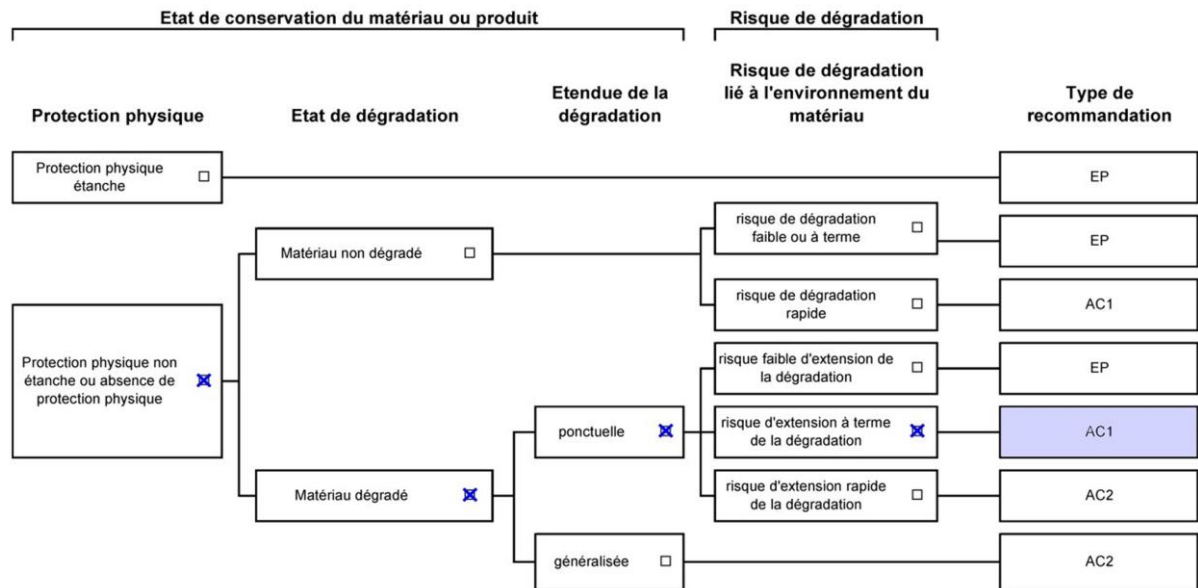 Etat de conservation du matériau ou produit
Risque de dégradation
Protection physique
Etat de dégradation
Etendue de la
dégradation
Risque de dégradation
lié à l'environnement du
matériau
Type de
recommandation
Protection physique
étanche
EP
Matériau non dégradé
risque de dégradation
faible ou à terme
EP
risque de dégradation
rapide
AC1
Protection physique non
étanche ou absence de
protection physique
risque faible d'extension de
la dégradation
EP
ponctuelle
risque d'extension à terme
de la dégradation
AC1
Matériau dégradé
risque d'extension rapide
de la dégradation
AC2
généralisée
AC2